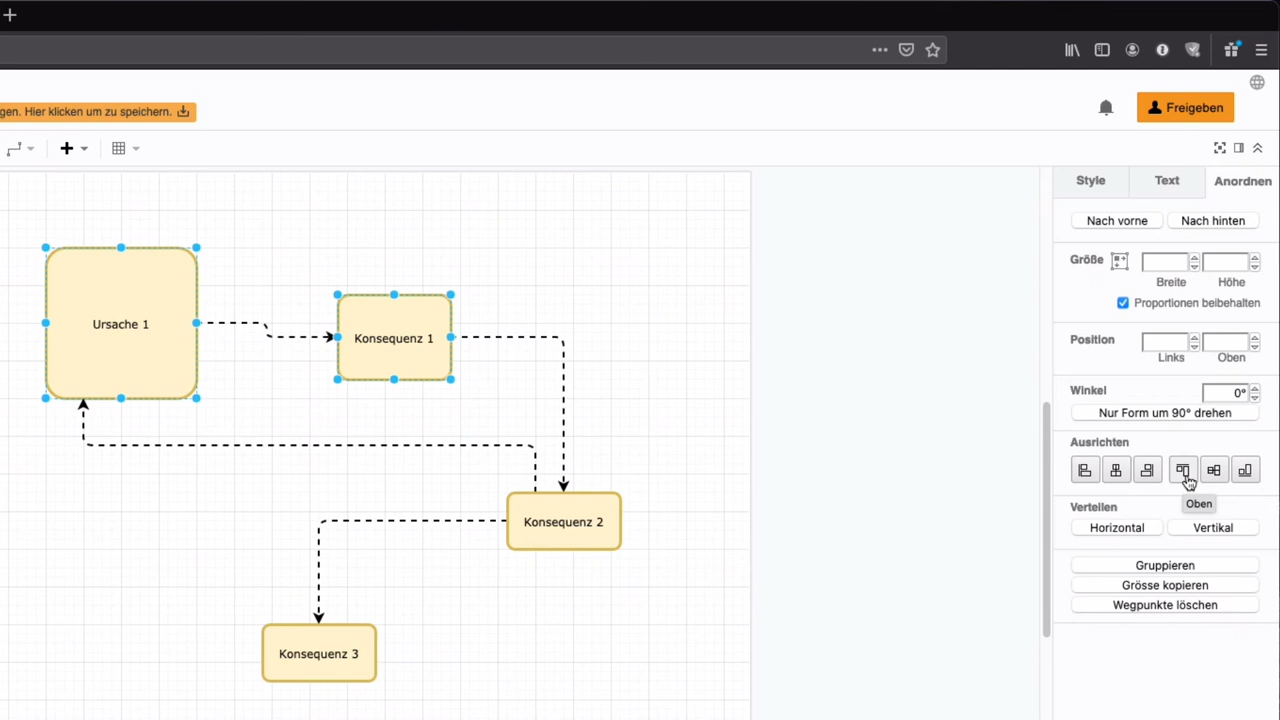 gen. Hier klicken um zu speichern.
Freigeben
Style
Text
Anordnen
Nach vorne
Nach hinten
Größe
Breite
Höhe
Proportionen beibehalten
Position
Links
Oben
Winkel
0°
Nur Form um 90° drehen
Ausrichten
Oben
Verteilen
Horizontal
Vertikal
Gruppieren
Grösse kopieren
Wegpunkte löschen
Ursache 1
Konsequenz 1
Konsequenz 2
Konsequenz 3